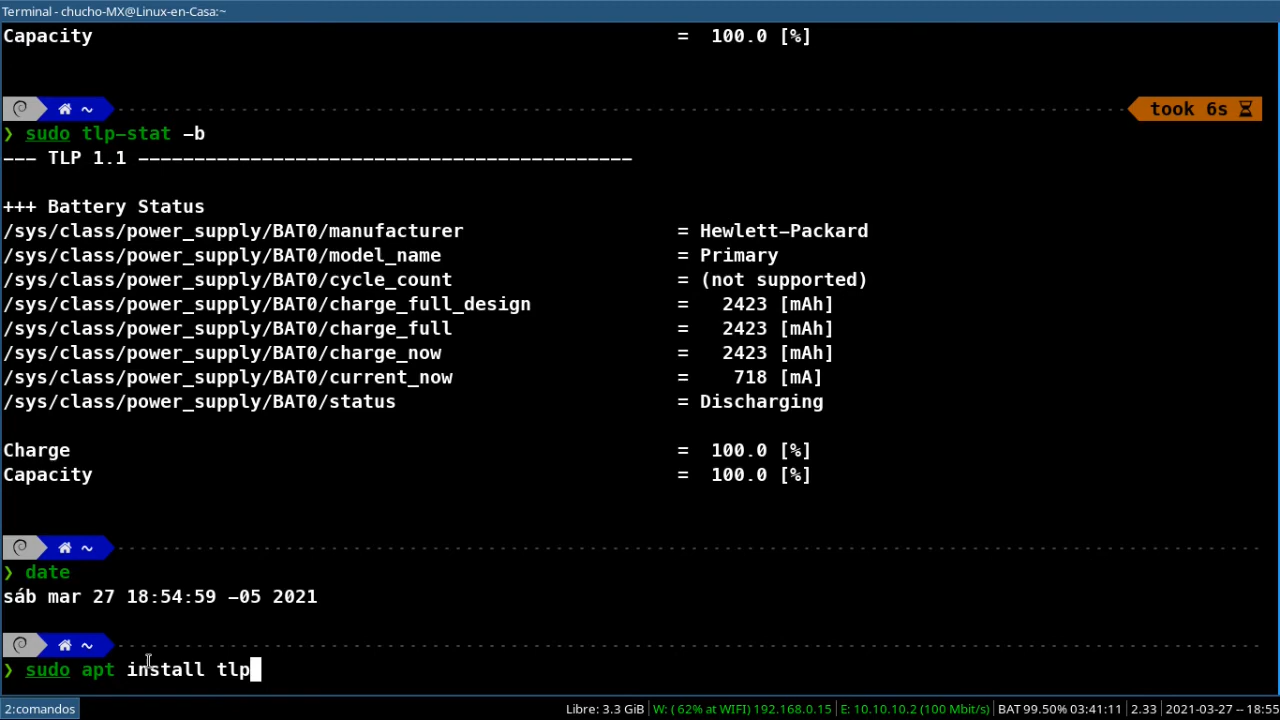 Terminal - chucho-MX@Linux-en-Casa:~
Capacity = 100.0 [%]
~ took 6s
❯ sudo tlp-stat -b
--- TLP 1.1 --------------------------------------------
+++ Battery Status
/sys/class/power_supply/BAT0/manufacturer = Hewlett-Packard
/sys/class/power_supply/BAT0/model_name = Primary
/sys/class/power_supply/BAT0/cycle_count = (not supported)
/sys/class/power_supply/BAT0/charge_full_design = 2423 [mAh]
/sys/class/power_supply/BAT0/charge_full = 2423 [mAh]
/sys/class/power_supply/BAT0/charge_now = 2423 [mAh]
/sys/class/power_supply/BAT0/current_now = 718 [mA]
/sys/class/power_supply/BAT0/status = Discharging
Charge = 100.0 [%]
Capacity = 100.0 [%]
~
❯ date
sáb mar 27 18:54:59 -05 2021
~
❯ sudo apt install tlp
2:comandos Libre: 3.3 GiB W: ( 62% at WIFI) 192.168.0.15 E: 10.10.10.2 (100 Mbit/s) BAT 99.50% 03:41:11 2.33 2021-03-27 -- 18:55